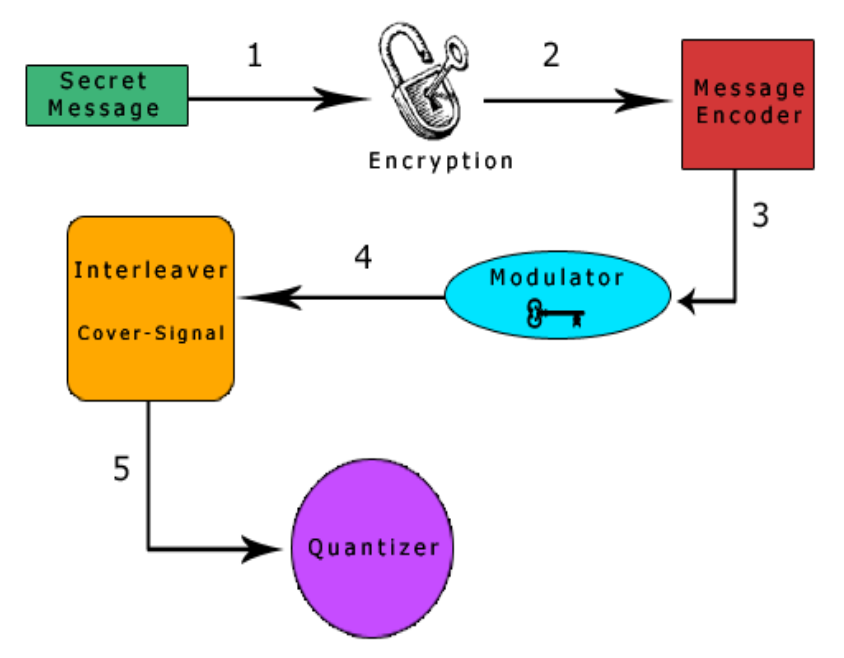 1
2
Secret
Message
Message
Encoder
Encryption
3
4
Interleaver
Modulator
Cover-Signal
5
Quantizer